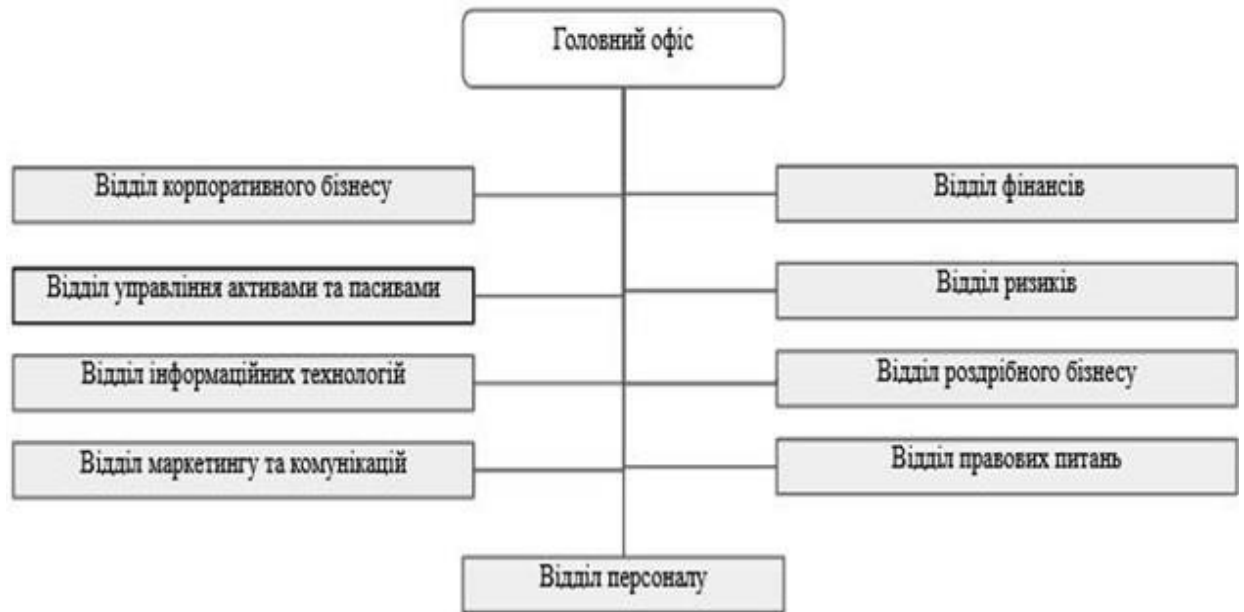 Головний офіс
Відділ корпоративного бізнесу
Відділ фінансів
Відділ управління активами та пасивами
Відділ ризиків
Відділ інформаційних технологій
Відділ роздрібного бізнесу
Відділ маркетингу та комунікацій
Відділ правових питань
Відділ персоналу